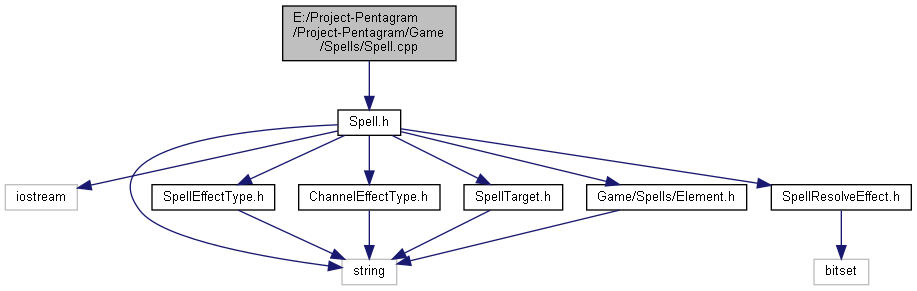 E:/Project-Pentagram
/Project-Pentagram/Game
/Spells/Spell.cpp
Spell.h
iostream
SpellEffectType.h
ChannelEffectType.h
SpellTarget.h
Game/Spells/Element.h
SpellResolveEffect.h
string
bitset